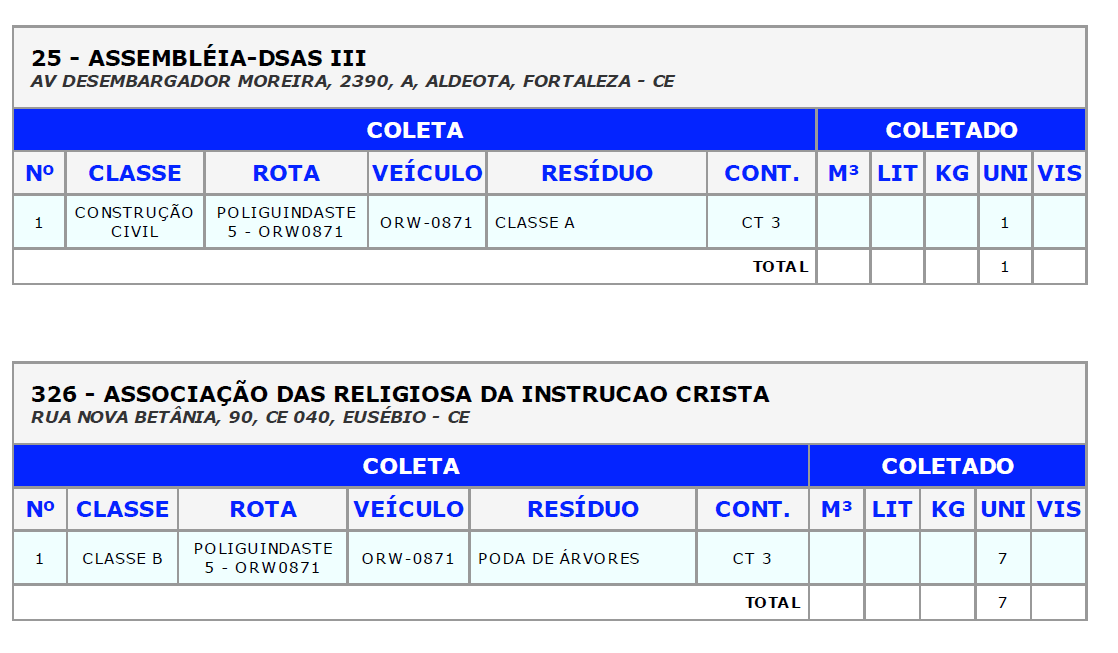 25 - ASSEMBLÉIA-DSAS III
AV DESEMBARGADOR MOREIRA, 2390, A, ALDEOTA, FORTALEZA - CE
COLETA COLETADO
Nº CLASSE ROTA VEÍCULO RESÍDUO CONT. M³ LIT KG UNI VIS
1 CONSTRUÇÃO CIVIL POLIGUINDASTE 5 - ORW0871 ORW-0871 CLASSE A CT 3 1
TOTAL 1
326 - ASSOCIAÇÃO DAS RELIGIOSA DA INSTRUCAO CRISTA
RUA NOVA BETÂNIA, 90, CE 040, EUSÉBIO - CE
COLETA COLETADO
Nº CLASSE ROTA VEÍCULO RESÍDUO CONT. M³ LIT KG UNI VIS
1 CLASSE B POLIGUINDASTE 5 - ORW0871 ORW-0871 PODA DE ÁRVORES CT 3 7
TOTAL 7